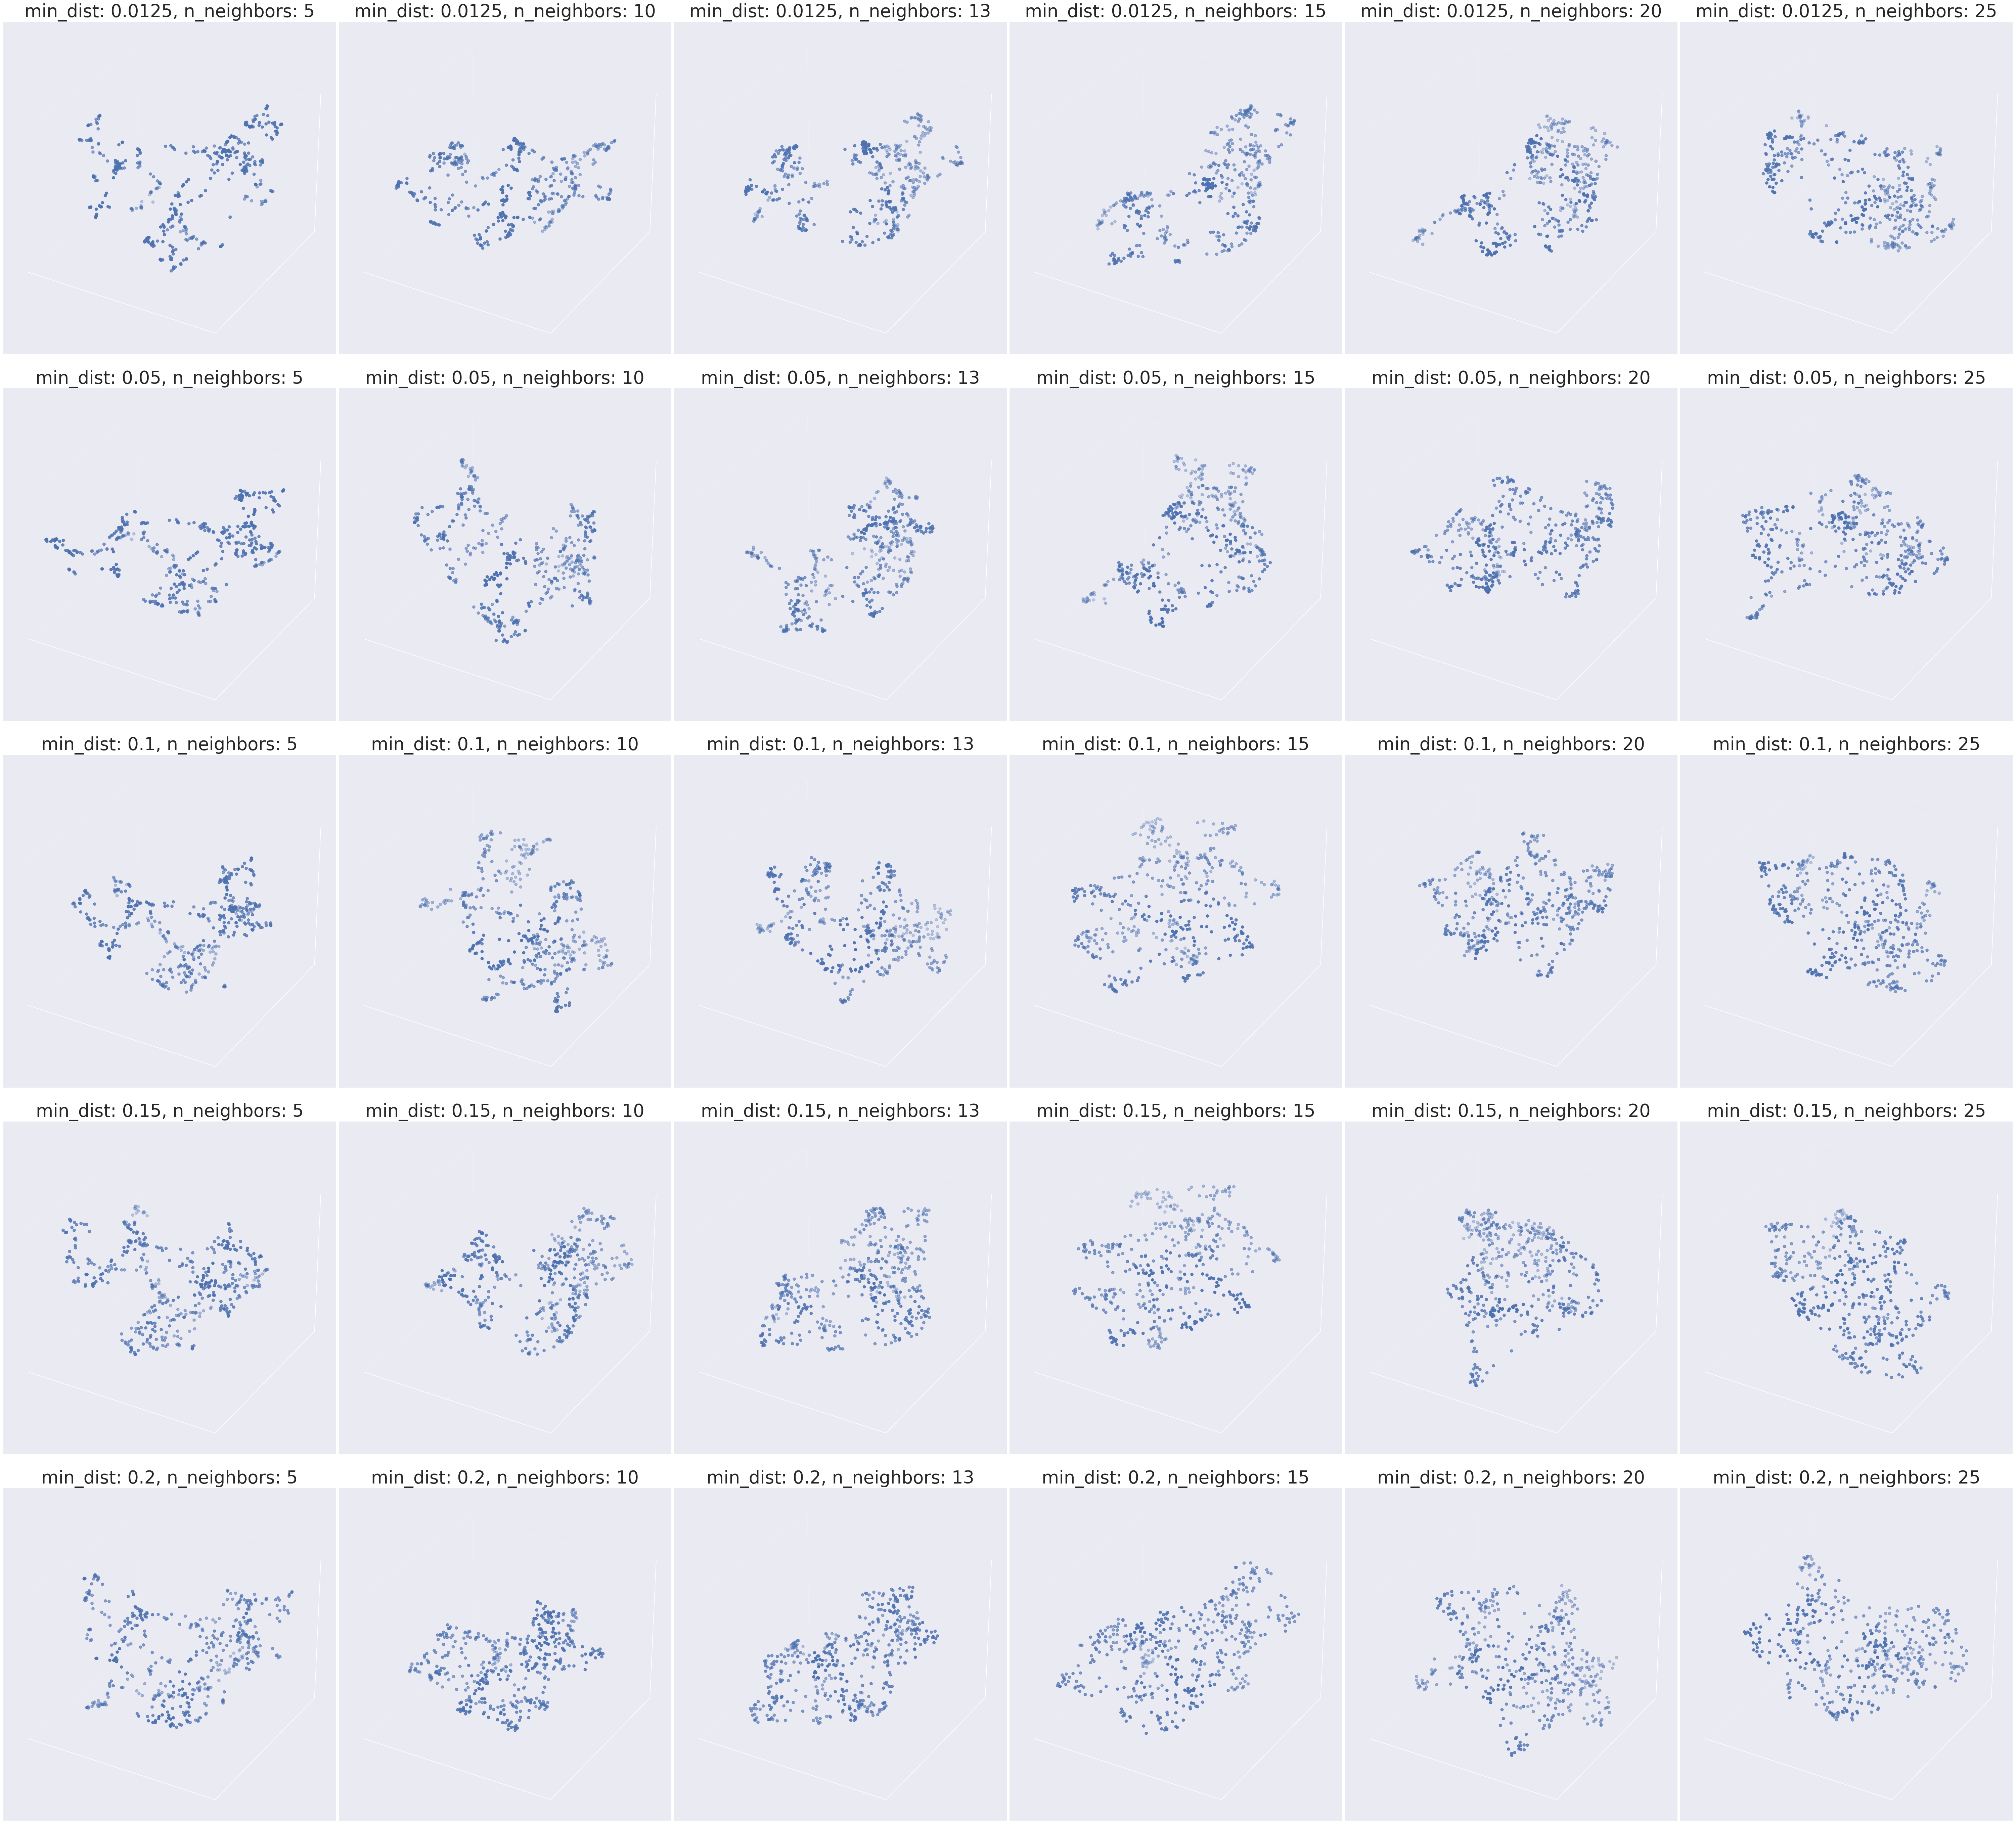 min_dist: 0.0125, n_neighbors: 5
min_dist: 0.0125, n_neighbors: 10
min_dist: 0.0125, n_neighbors: 13
min_dist: 0.0125, n_neighbors: 15
min_dist: 0.0125, n_neighbors: 20
min_dist: 0.0125, n_neighbors: 25
min_dist: 0.05, n_neighbors: 5
min_dist: 0.05, n_neighbors: 10
min_dist: 0.05, n_neighbors: 13
min_dist: 0.05, n_neighbors: 15
min_dist: 0.05, n_neighbors: 20
min_dist: 0.05, n_neighbors: 25
min_dist: 0.1, n_neighbors: 5
min_dist: 0.1, n_neighbors: 10
min_dist: 0.1, n_neighbors: 13
min_dist: 0.1, n_neighbors: 15
min_dist: 0.1, n_neighbors: 20
min_dist: 0.1, n_neighbors: 25
min_dist: 0.15, n_neighbors: 5
min_dist: 0.15, n_neighbors: 10
min_dist: 0.15, n_neighbors: 13
min_dist: 0.15, n_neighbors: 15
min_dist: 0.15, n_neighbors: 20
min_dist: 0.15, n_neighbors: 25
min_dist: 0.2, n_neighbors: 5
min_dist: 0.2, n_neighbors: 10
min_dist: 0.2, n_neighbors: 13
min_dist: 0.2, n_neighbors: 15
min_dist: 0.2, n_neighbors: 20
min_dist: 0.2, n_neighbors: 25